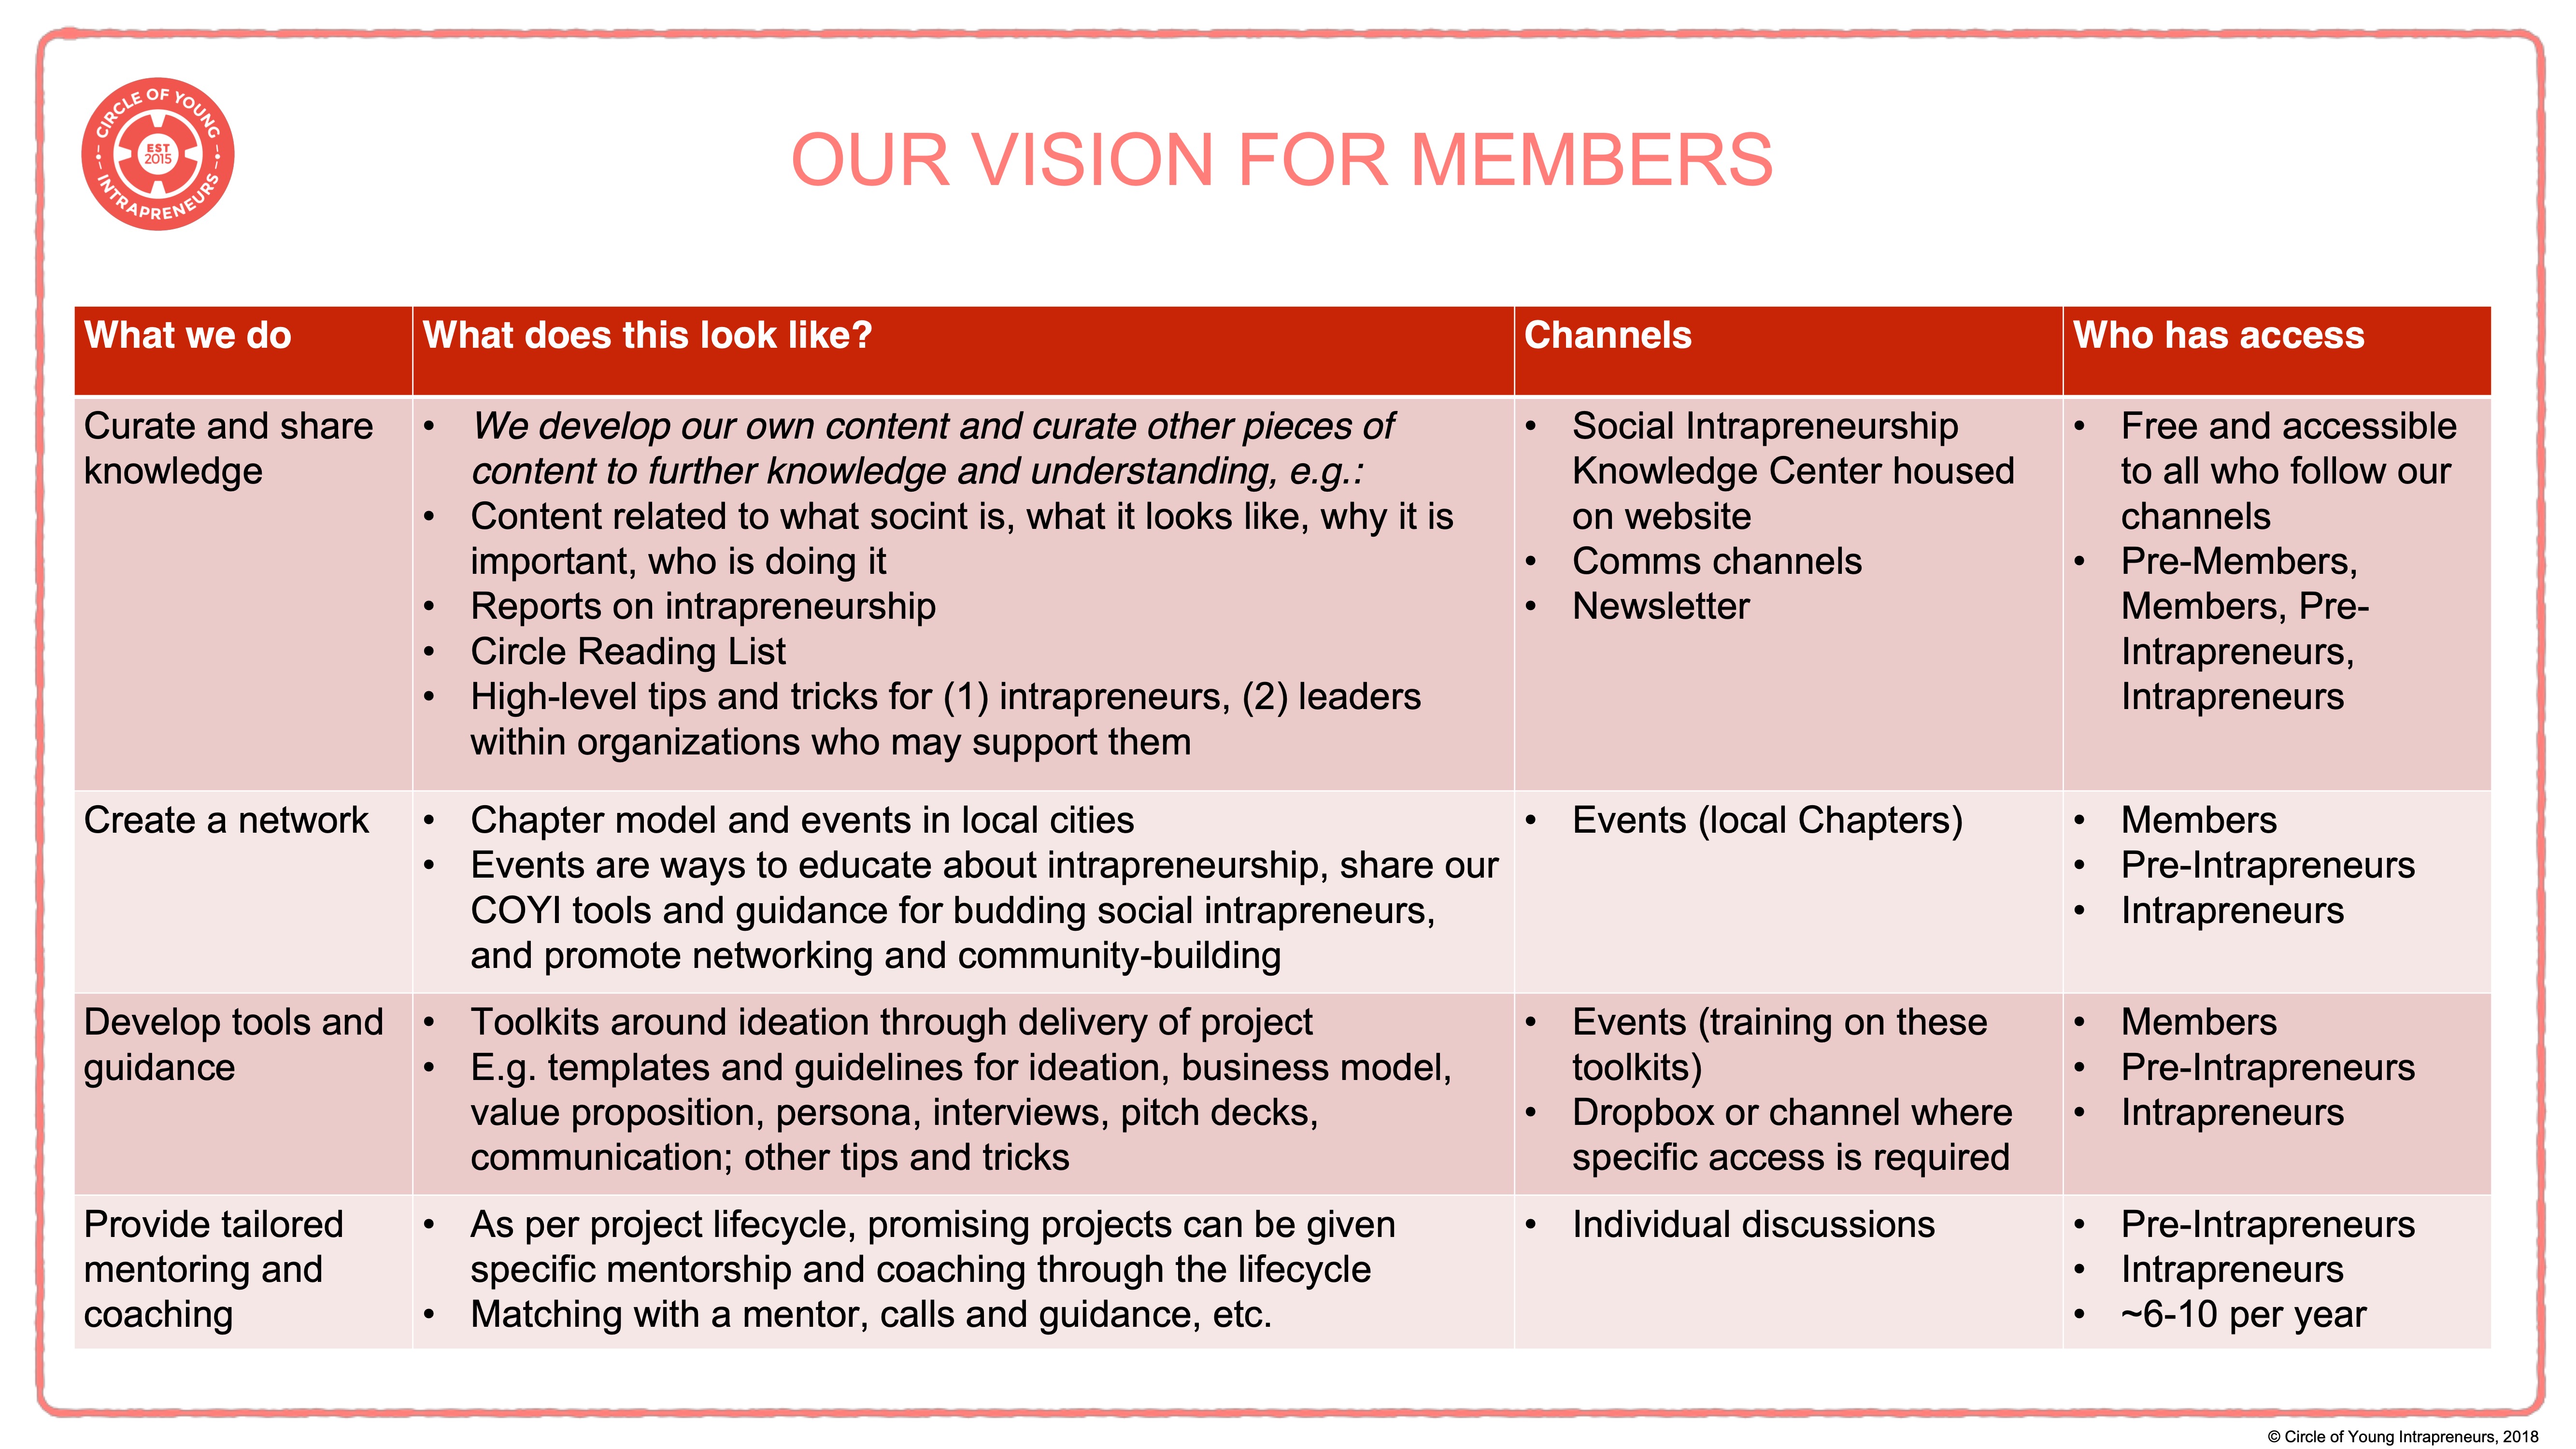 CIRCLE OF YOUNG
EST
2015
INTRAPRENEURS
OUR VISION FOR MEMBERS
What we do
What does this look like?
Channels
Who has access
Curate and share
knowledge
• We develop our own content and curate other pieces of
content to further knowledge and understanding, e.g.:
• Content related to what socint is, what it looks like, why it is
important, who is doing it
• Reports on intrapreneurship
• Circle Reading List
• High-level tips and tricks for (1) intrapreneurs, (2) leaders
within organizations who may support them
• Social Intrapreneurship
Knowledge Center housed
on website
• Comms channels
• Newsletter
• Free and accessible
to all who follow our
channels
• Pre-Members,
Members, Pre-
Intrapreneurs,
Intrapreneurs
Create a network
• Chapter model and events in local cities
• Events are ways to educate about intrapreneurship, share our
COYI tools and guidance for budding social intrapreneurs,
and promote networking and community-building
• Events (local Chapters)
• Members
• Pre-Intrapreneurs
• Intrapreneurs
Develop tools and
guidance
• Toolkits around ideation through delivery of project
• E.g. templates and guidelines for ideation, business model,
value proposition, persona, interviews, pitch decks,
communication; other tips and tricks
• Events (training on these
toolkits)
• Dropbox or channel where
specific access is required
• Members
• Pre-Intrapreneurs
• Intrapreneurs
Provide tailored
mentoring and
coaching
• As per project lifecycle, promising projects can be given
specific mentorship and coaching through the lifecycle
• Matching with a mentor, calls and guidance, etc.
• Individual discussions
• Pre-Intrapreneurs
• Intrapreneurs
• ~6-10 per year
© Circle of Young Intrapreneurs, 2018